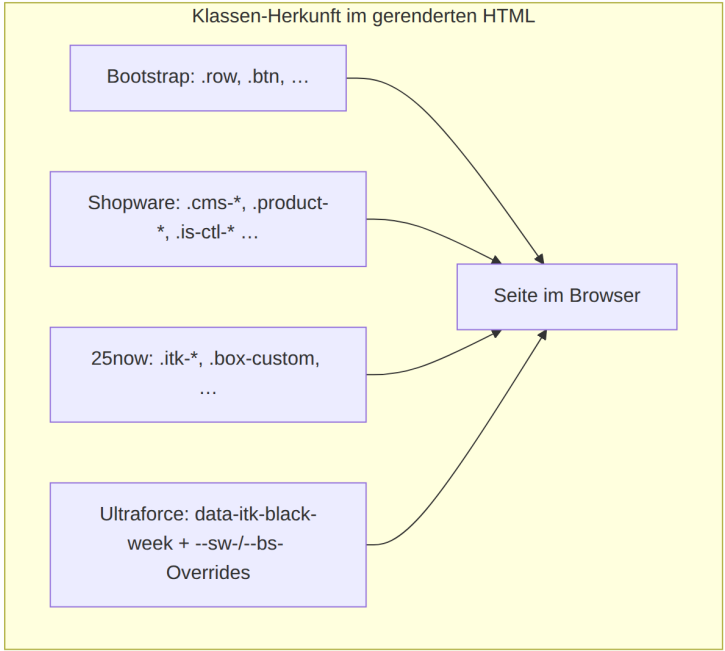 Klassen-Herkunft im gerenderten HTML
Bootstrap: .row, .btn, …
Shopware: .cms-*, .product-
*, .is-ctl-* …
Seite im Browser
25now: .itk-*, .box-custom,
…
Ultraforce: data-itk-black-
week + --sw-/--bs-
Overrides